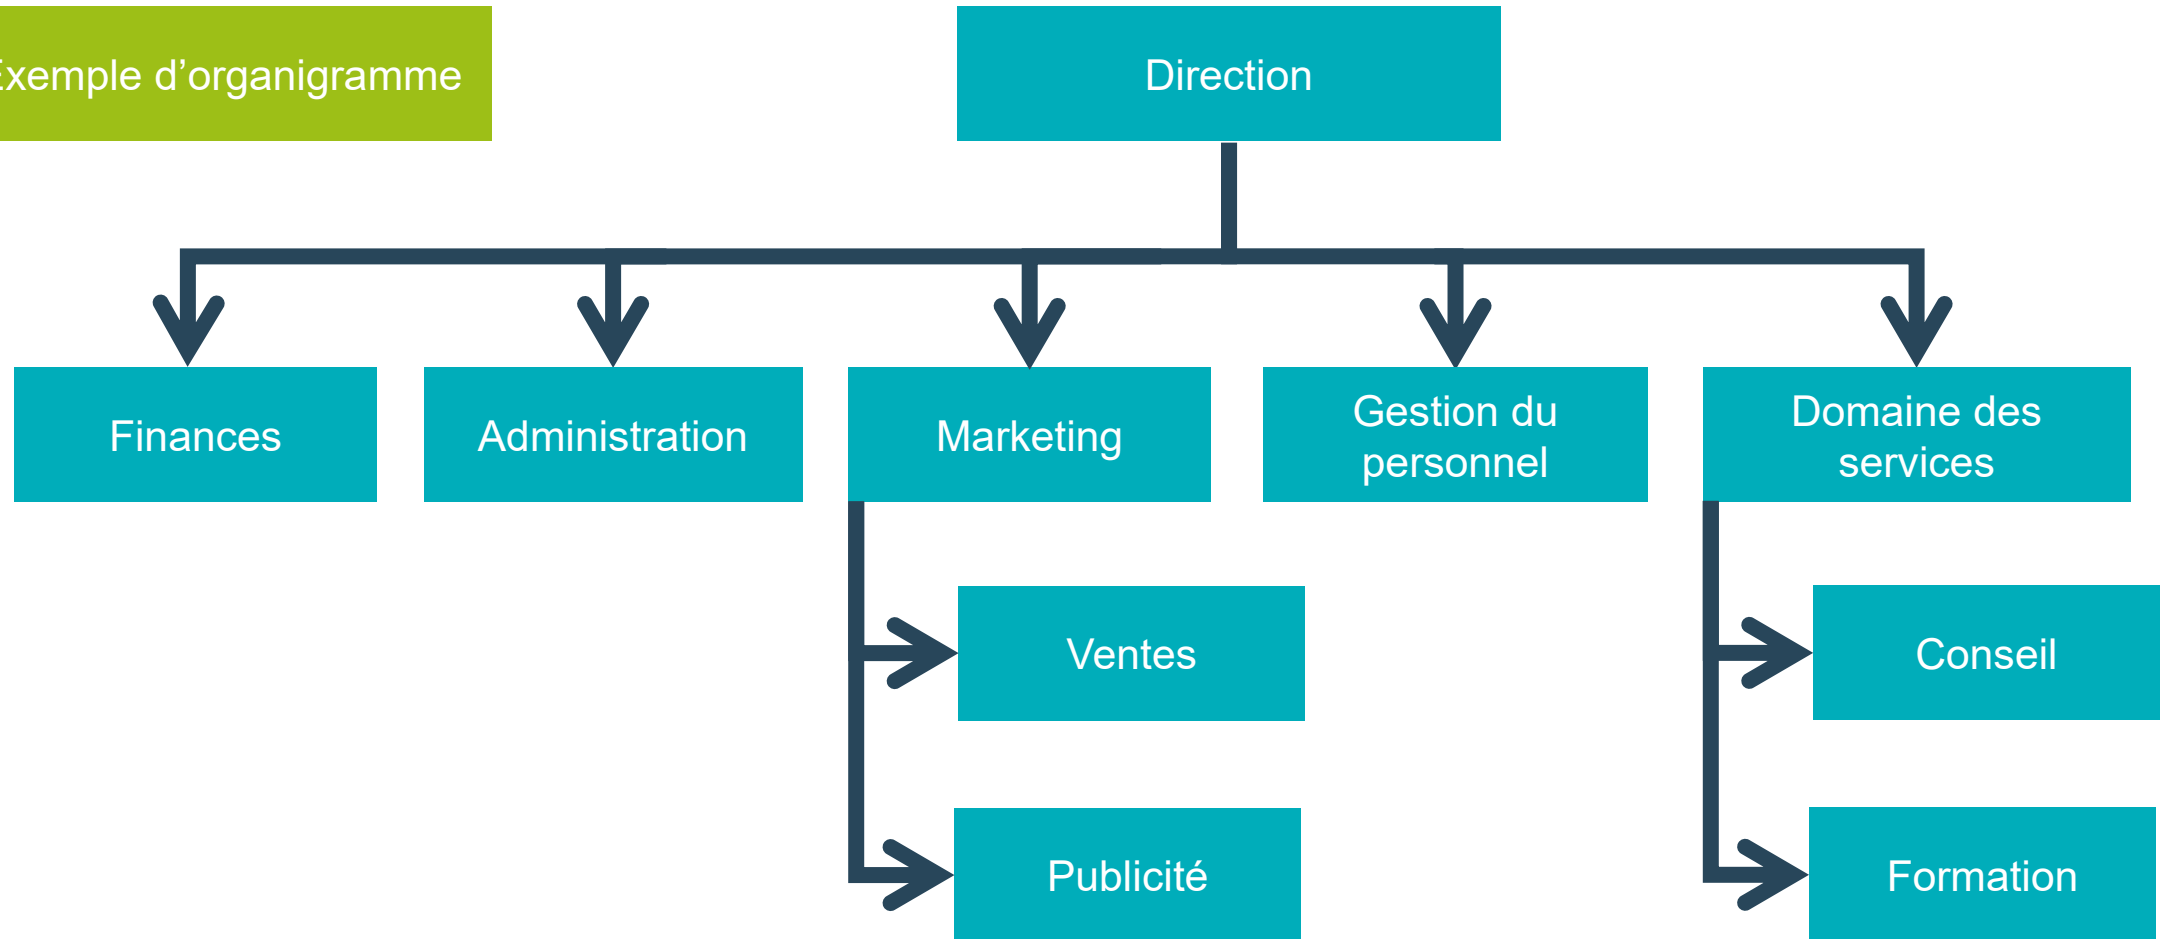 Exemple d’organigramme
Direction
Finances
Administration
Marketing
Gestion du
personnel
Domaine des
services
Ventes
Conseil
Publicité
Formation